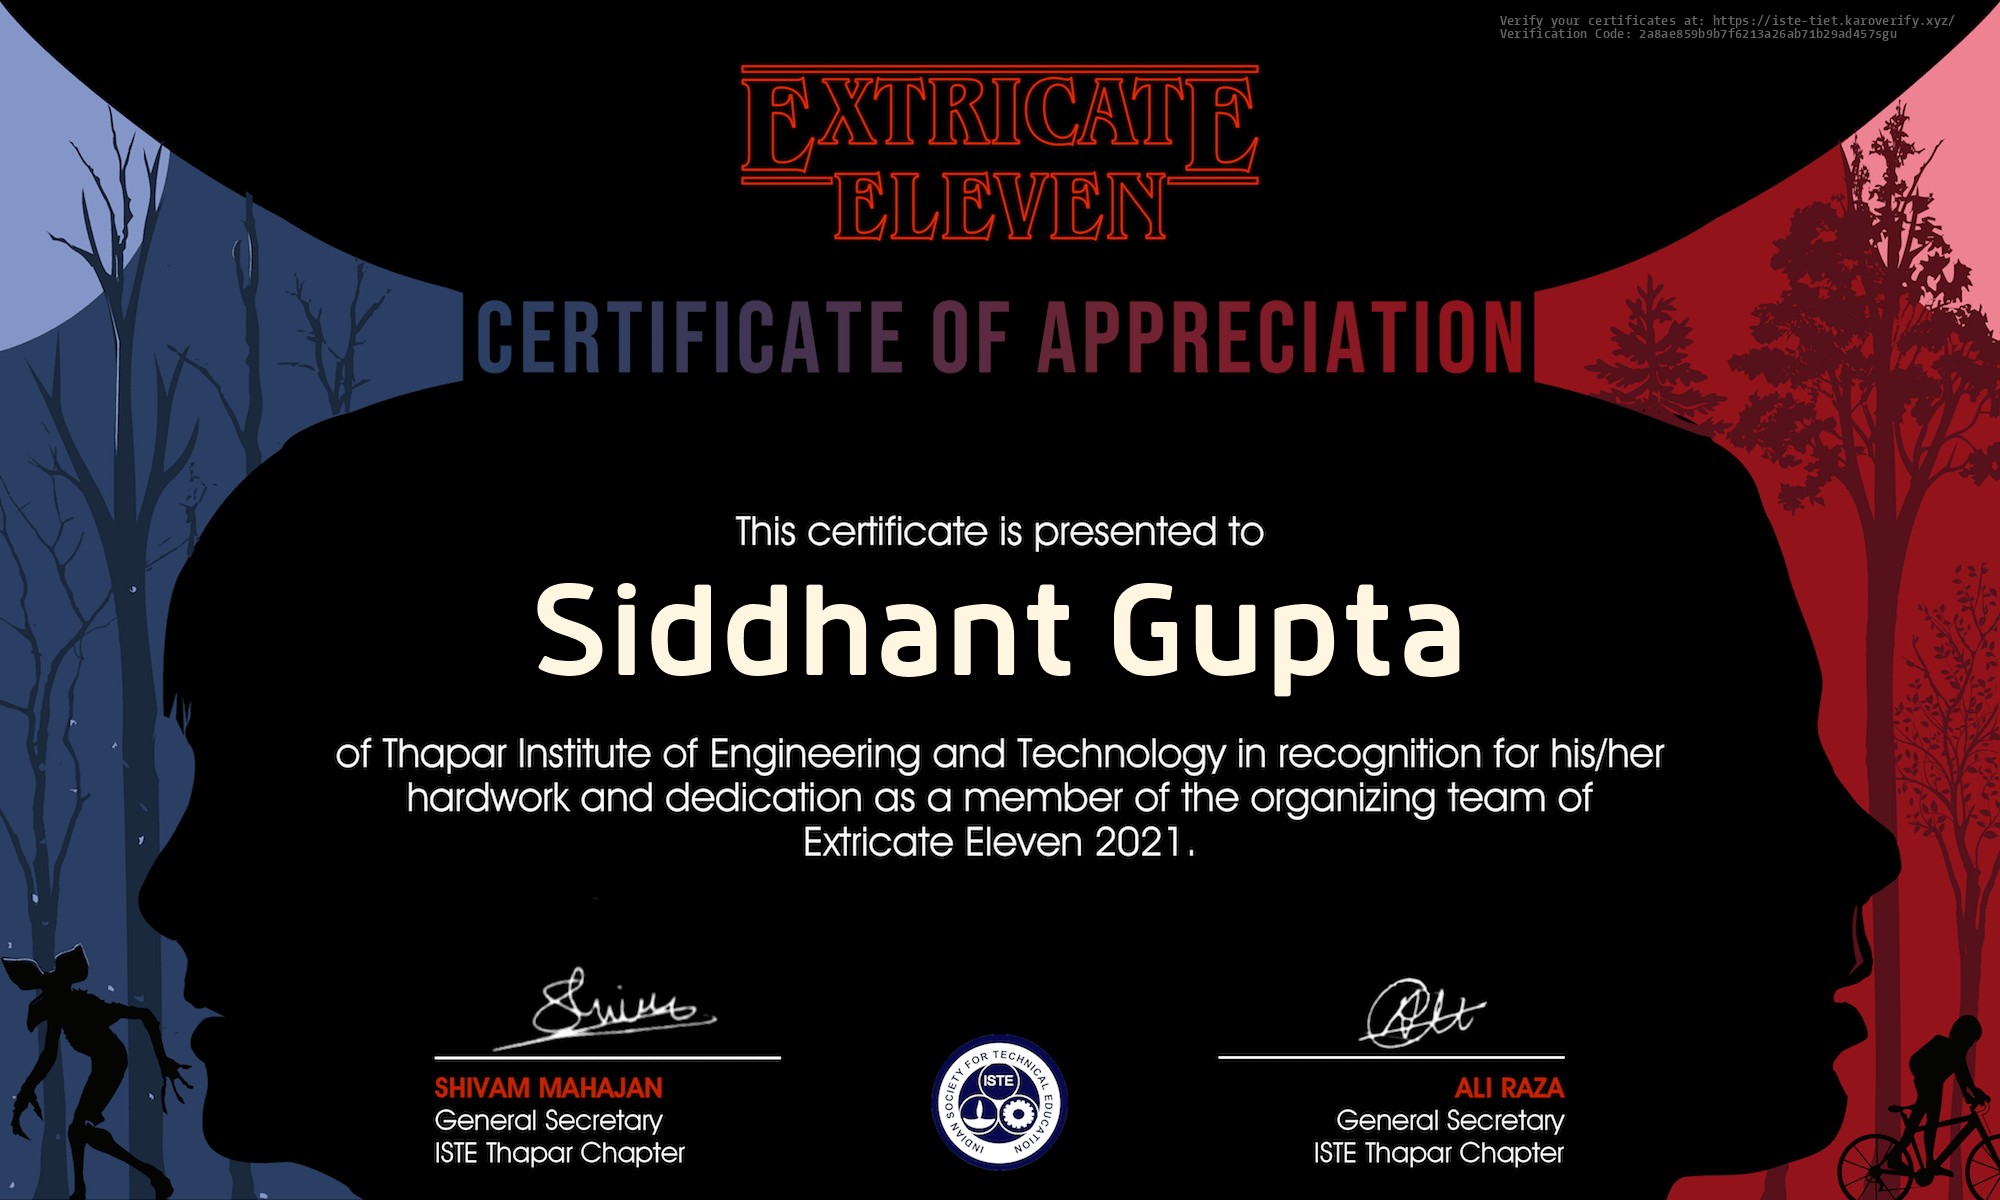 Verify your certificates at: https://iste-tiet.karoverify.xyz/
Verification Code: 2a8ae859b9b7f6213a26ab71b29ad457sgu
EXTRICATE
ELEVEN
CERTIFICATE OF APPRECIATION
This certificate is presented to
Siddhant Gupta
of Thapar Institute of Engineering and Technology in recognition for his/her
hardwork and dedication as a member of the organizing team of
Extricate Eleven 2021.
Shivam
Ali
SHIVAM MAHAJAN
General Secretary
ISTE Thapar Chapter
INDIAN SOCIETY FOR TECHNICAL EDUCATION
ISTE
ALI RAZA
General Secretary
ISTE Thapar Chapter